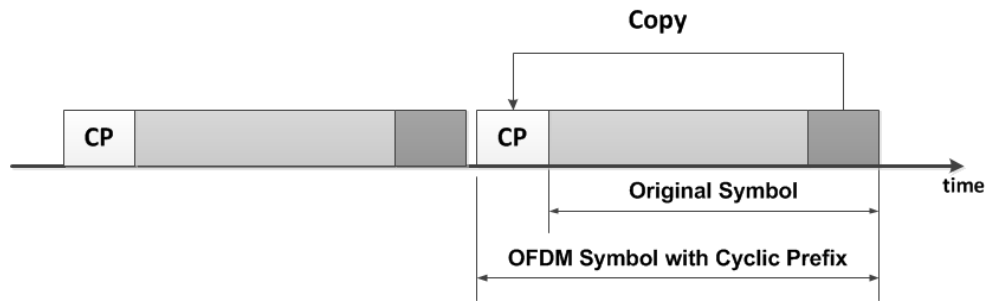 Copy
CP
CP
time
Original Symbol
OFDM Symbol with Cyclic Prefix